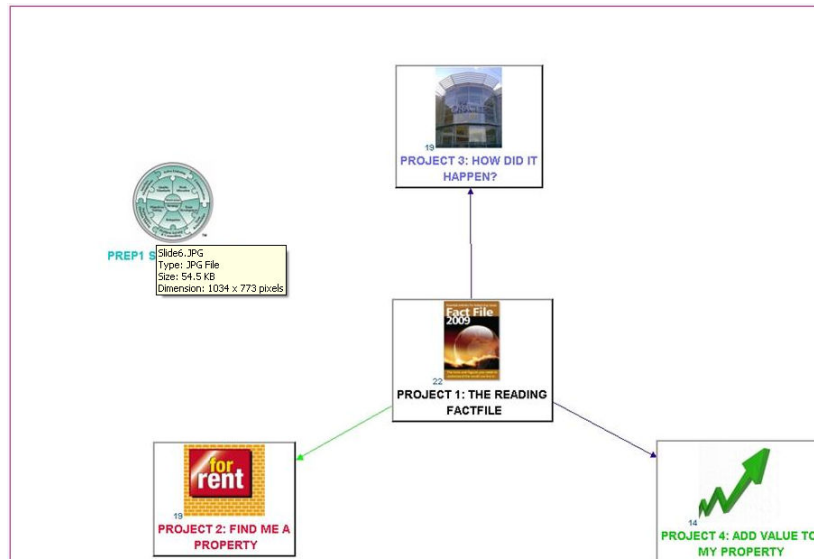 19
PROJECT 3: HOW DID IT
HAPPEN?
PREP1 S
Slide6.JPG
Type: JPG File
Size: 54.5 KB
Dimension: 1034 x 773 pixels
Fact File
2009
22
PROJECT 1: THE READING
FACTFILE
for
rent
19
PROJECT 2: FIND ME A
PROPERTY
14
PROJECT 4: ADD VALUE TO
MY PROPERTY